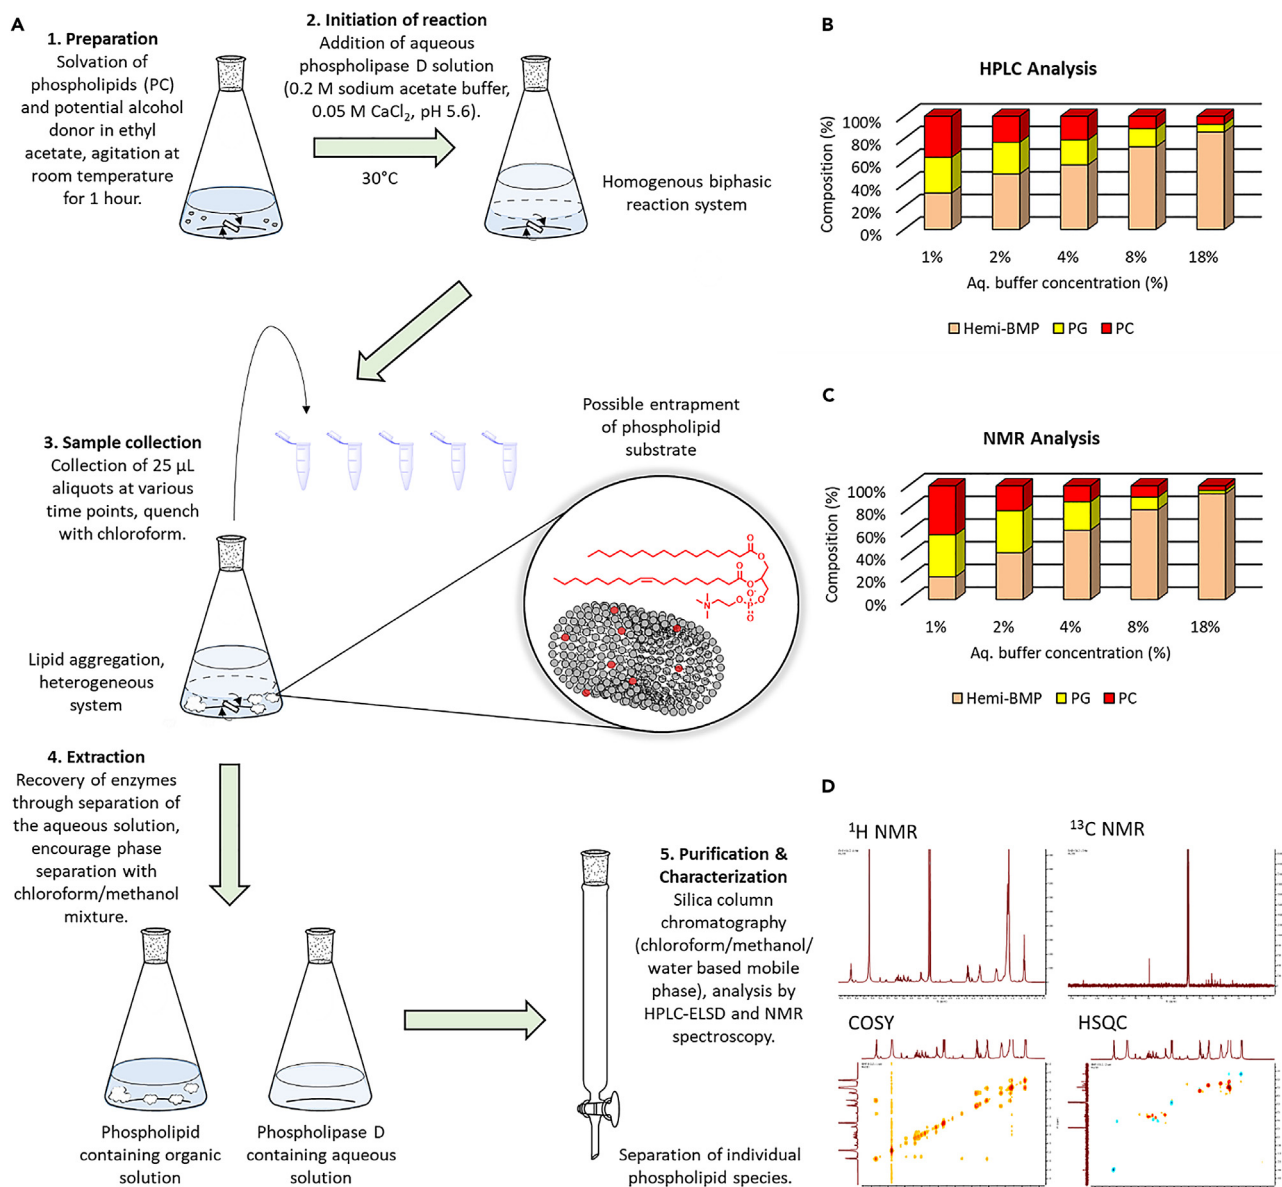 A
1. Preparation
Solvation of
phospholipids (PC)
and potential alcohol
donor in ethyl
acetate, agitation at
room temperature
for 1 hour.
2. Initiation of reaction
Addition of aqueous
phospholipase D solution
(0.2 M sodium acetate buffer,
0.05 M CaCl₂, pH 5.6).
30°C
Homogenous biphasic
reaction system
3. Sample collection
Collection of 25 µL
aliquots at various
time points, quench
with chloroform.
Possible entrapment
of phospholipid
substrate
O
O
O
O
O
O
P
O
O
N
Lipid aggregation,
heterogeneous
system
4. Extraction
Recovery of enzymes
through separation of
the aqueous solution,
encourage phase
separation with
chloroform/methanol
mixture.
Phospholipid
containing organic
solution
Phospholipase D
containing aqueous
solution
5. Purification &
Characterization
Silica column
chromatography
(chloroform/methanol/
water based mobile
phase), analysis by
HPLC-ELSD and NMR
spectroscopy.
Separation of individual
phospholipid species.
B
HPLC Analysis
Composition (%)
100%
80%
60%
40%
20%
0%
1% 2% 4% 8% 18%
Aq. buffer concentration (%)
Hemi-BMP PG PC
C
NMR Analysis
Composition (%)
100%
80%
60%
40%
20%
0%
1% 2% 4% 8% 18%
Aq. buffer concentration (%)
Hemi-BMP PG PC
D
¹H NMR
¹³C NMR
COSY
HSQC